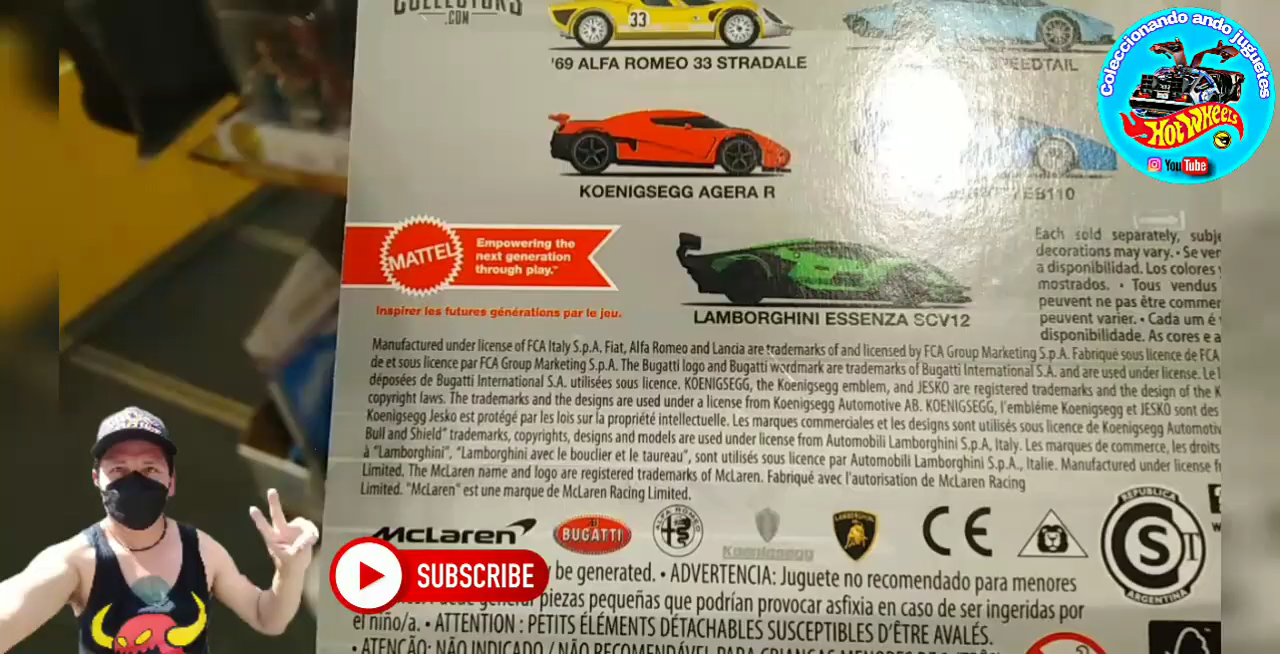 COLLECTORS
.COM
33
'69 ALFA ROMEO 33 STRADALE
SPEEDTAIL
KOENIGSEGG AGERA R
EB110
MATTEL
Empowering the
next generation
through play.™
Inspirer les futures générations par le jeu.
LAMBORGHINI ESSENZA SCV12
Each sold separately, subje
decorations may vary. • Se ver
a disponibilidad. Los colores y
mostrados. • Tous vendus
peuvent ne pas être commer
peuvent varier. • Cada um é
disponibilidade. As cores e a
Manufactured under license of FCA Italy S.p.A. Fiat, Alfa Romeo and Lancia are trademarks of and licensed by FCA Group Marketing S.p.A. Fabriqué sous licence de FCA
de et sous licence par FCA Group Marketing S.p.A. The Bugatti logo and Bugatti wordmark are trademarks of Bugatti International S.A. and are used under license. Le l
déposées de Bugatti International S.A. utilisées sous licence. KOENIGSEGG, the Koenigsegg emblem, and JESKO are registered trademarks and the design of the K
copyright laws. The trademarks and the designs are used under a license from Koenigsegg Automotive AB. KOENIGSEGG, l'emblème Koenigsegg et JESKO sont des
Koenigsegg Jesko est protégé par les lois sur la propriété intellectuelle. Les marques commerciales et les designs sont utilisés sous licence de Koenigsegg Automotiv
Bull and Shield" trademarks, copyrights, designs and models are used under license from Automobili Lamborghini S.p.A, Italy. Les marques de commerce, les droits
à "Lamborghini", "Lamborghini avec le bouclier et le taureau", sont utilisés sous licence par Automobili Lamborghini S.p.A., Italie. Manufactured under license fr
Limited. The McLaren name and logo are registered trademarks of McLaren. Fabriqué avec l'autorisation de McLaren Racing
Limited. "McLaren" est une marque de McLaren Racing Limited.
McLaren
BUGATTI
ALFA ROMEO
Koenigsegg
LAMBORGHINI
CE
REPUBLICA
S
ARGENTINA
y be generated. • ADVERTENCIA: Juguete no recomendado para menores
piezas pequeñas que podrían provocar asfixia en caso de ser ingeridas por
el niño/a. • ATTENTION : PETITS ÉLÉMENTS DÉTACHABLES SUSCEPTIBLES D'ÊTRE AVALÉS.
• ATENÇÃO: NÃO INDICADO / NÃO RECOMENDÁVEL PARA CRIANÇAS MENORES DE
SUBSCRIBE
Coleccionando ando juguetes
Hot Wheels
YouTube